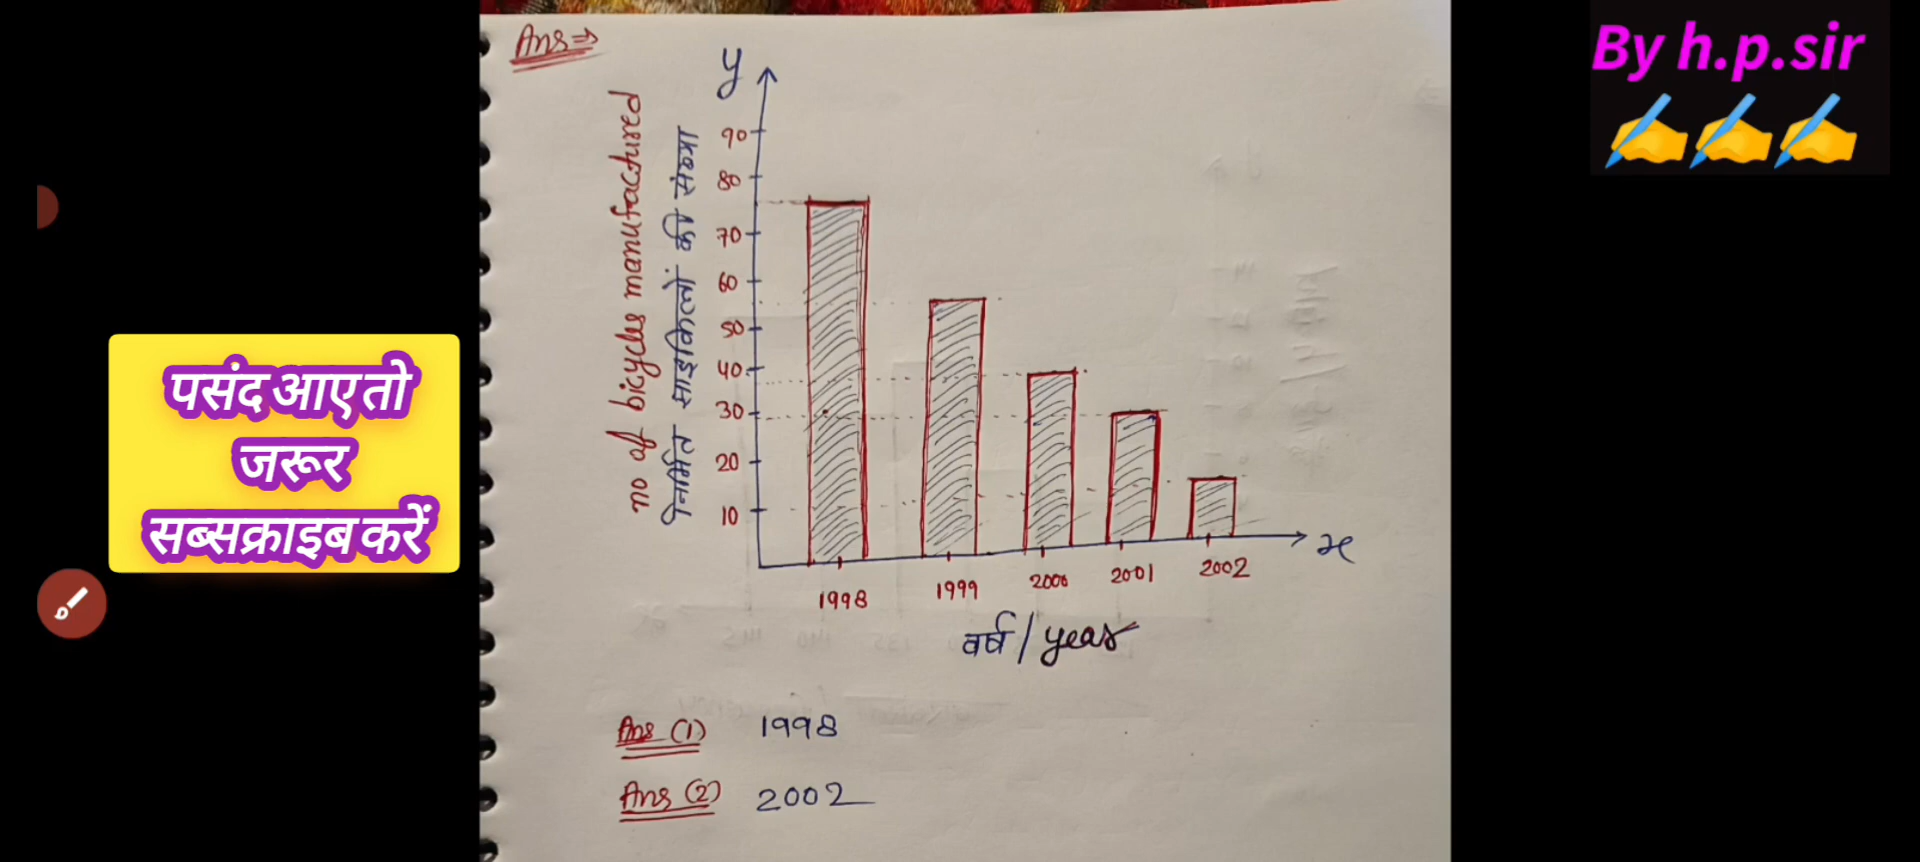 Ans⇒
By h.p.sir
y
no of bicycles manufactured
निर्मित साइकिलों की संख्या
90
80
70
60
50
40
30
20
10
1998 1999 2000 2001 2002
x
वर्ष / year
पसंद आए तो
जरूर
सब्सक्राइब करें
Ans (1) 1998
Ans (2) 2002